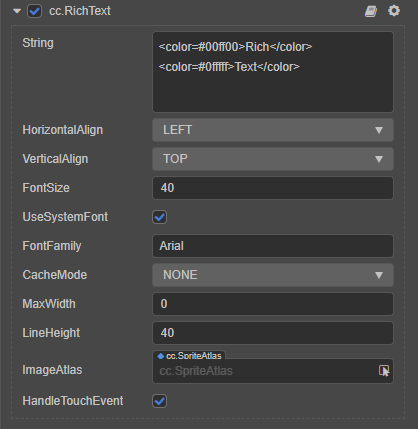 cc.RichText
String
<color=#00ff00>Rich</color>
<color=#0fffff>Text</color>
HorizontalAlign LEFT
VerticalAlign TOP
FontSize 40
UseSystemFont
FontFamily Arial
CacheMode NONE
MaxWidth 0
LineHeight 40
cc.SpriteAtlas
ImageAtlas cc.SpriteAtlas
HandleTouchEvent